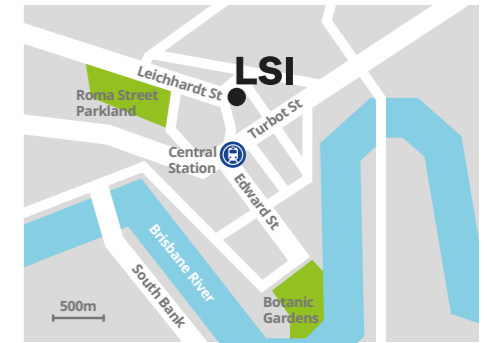 LSI
Leichhardt St
Roma Street
Parkland
Turbot St
Central
Station
Edward St
Brisbane River
South Bank
500m
Botanic
Gardens